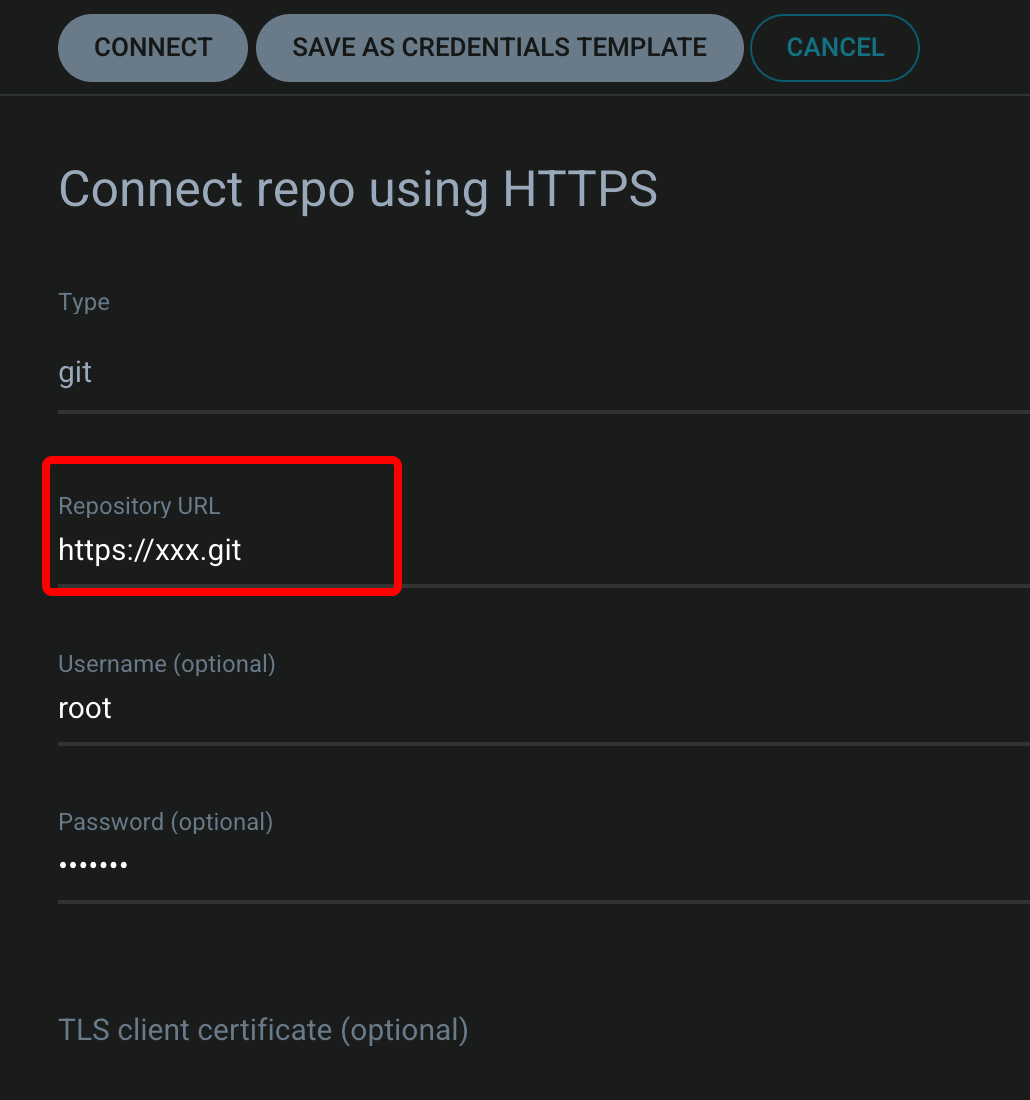 CONNECT SAVE AS CREDENTIALS TEMPLATE CANCEL
Connect repo using HTTPS
Type
git
Repository URL
https://xxx.git
Username (optional)
root
Password (optional)
•••••••
TLS client certificate (optional)